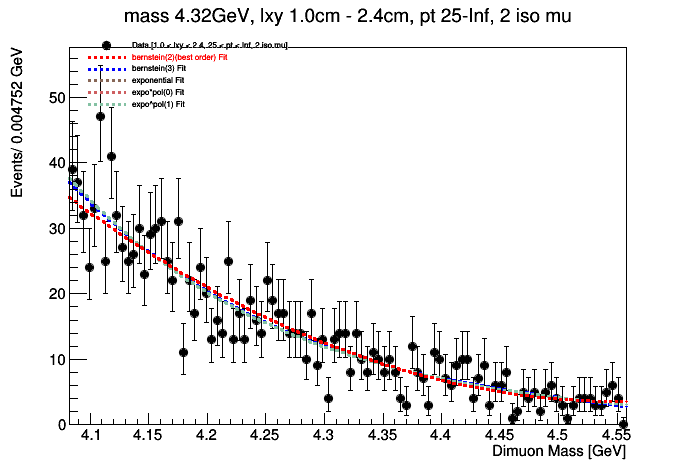 mass 4.32GeV, lxy 1.0cm - 2.4cm, pt 25-Inf, 2 iso mu
Events/ 0.004752 GeV
Data [1.0 < lxy < 2.4, 25 < pt < Inf, 2 iso mu]
bernstein(2)(best order) Fit
bernstein(3) Fit
exponential Fit
expo*pol(0) Fit
expo*pol(1) Fit
50
40
30
20
10
0
4.1 4.15 4.2 4.25 4.3 4.35 4.4 4.45 4.5 4.55
Dimuon Mass [GeV]